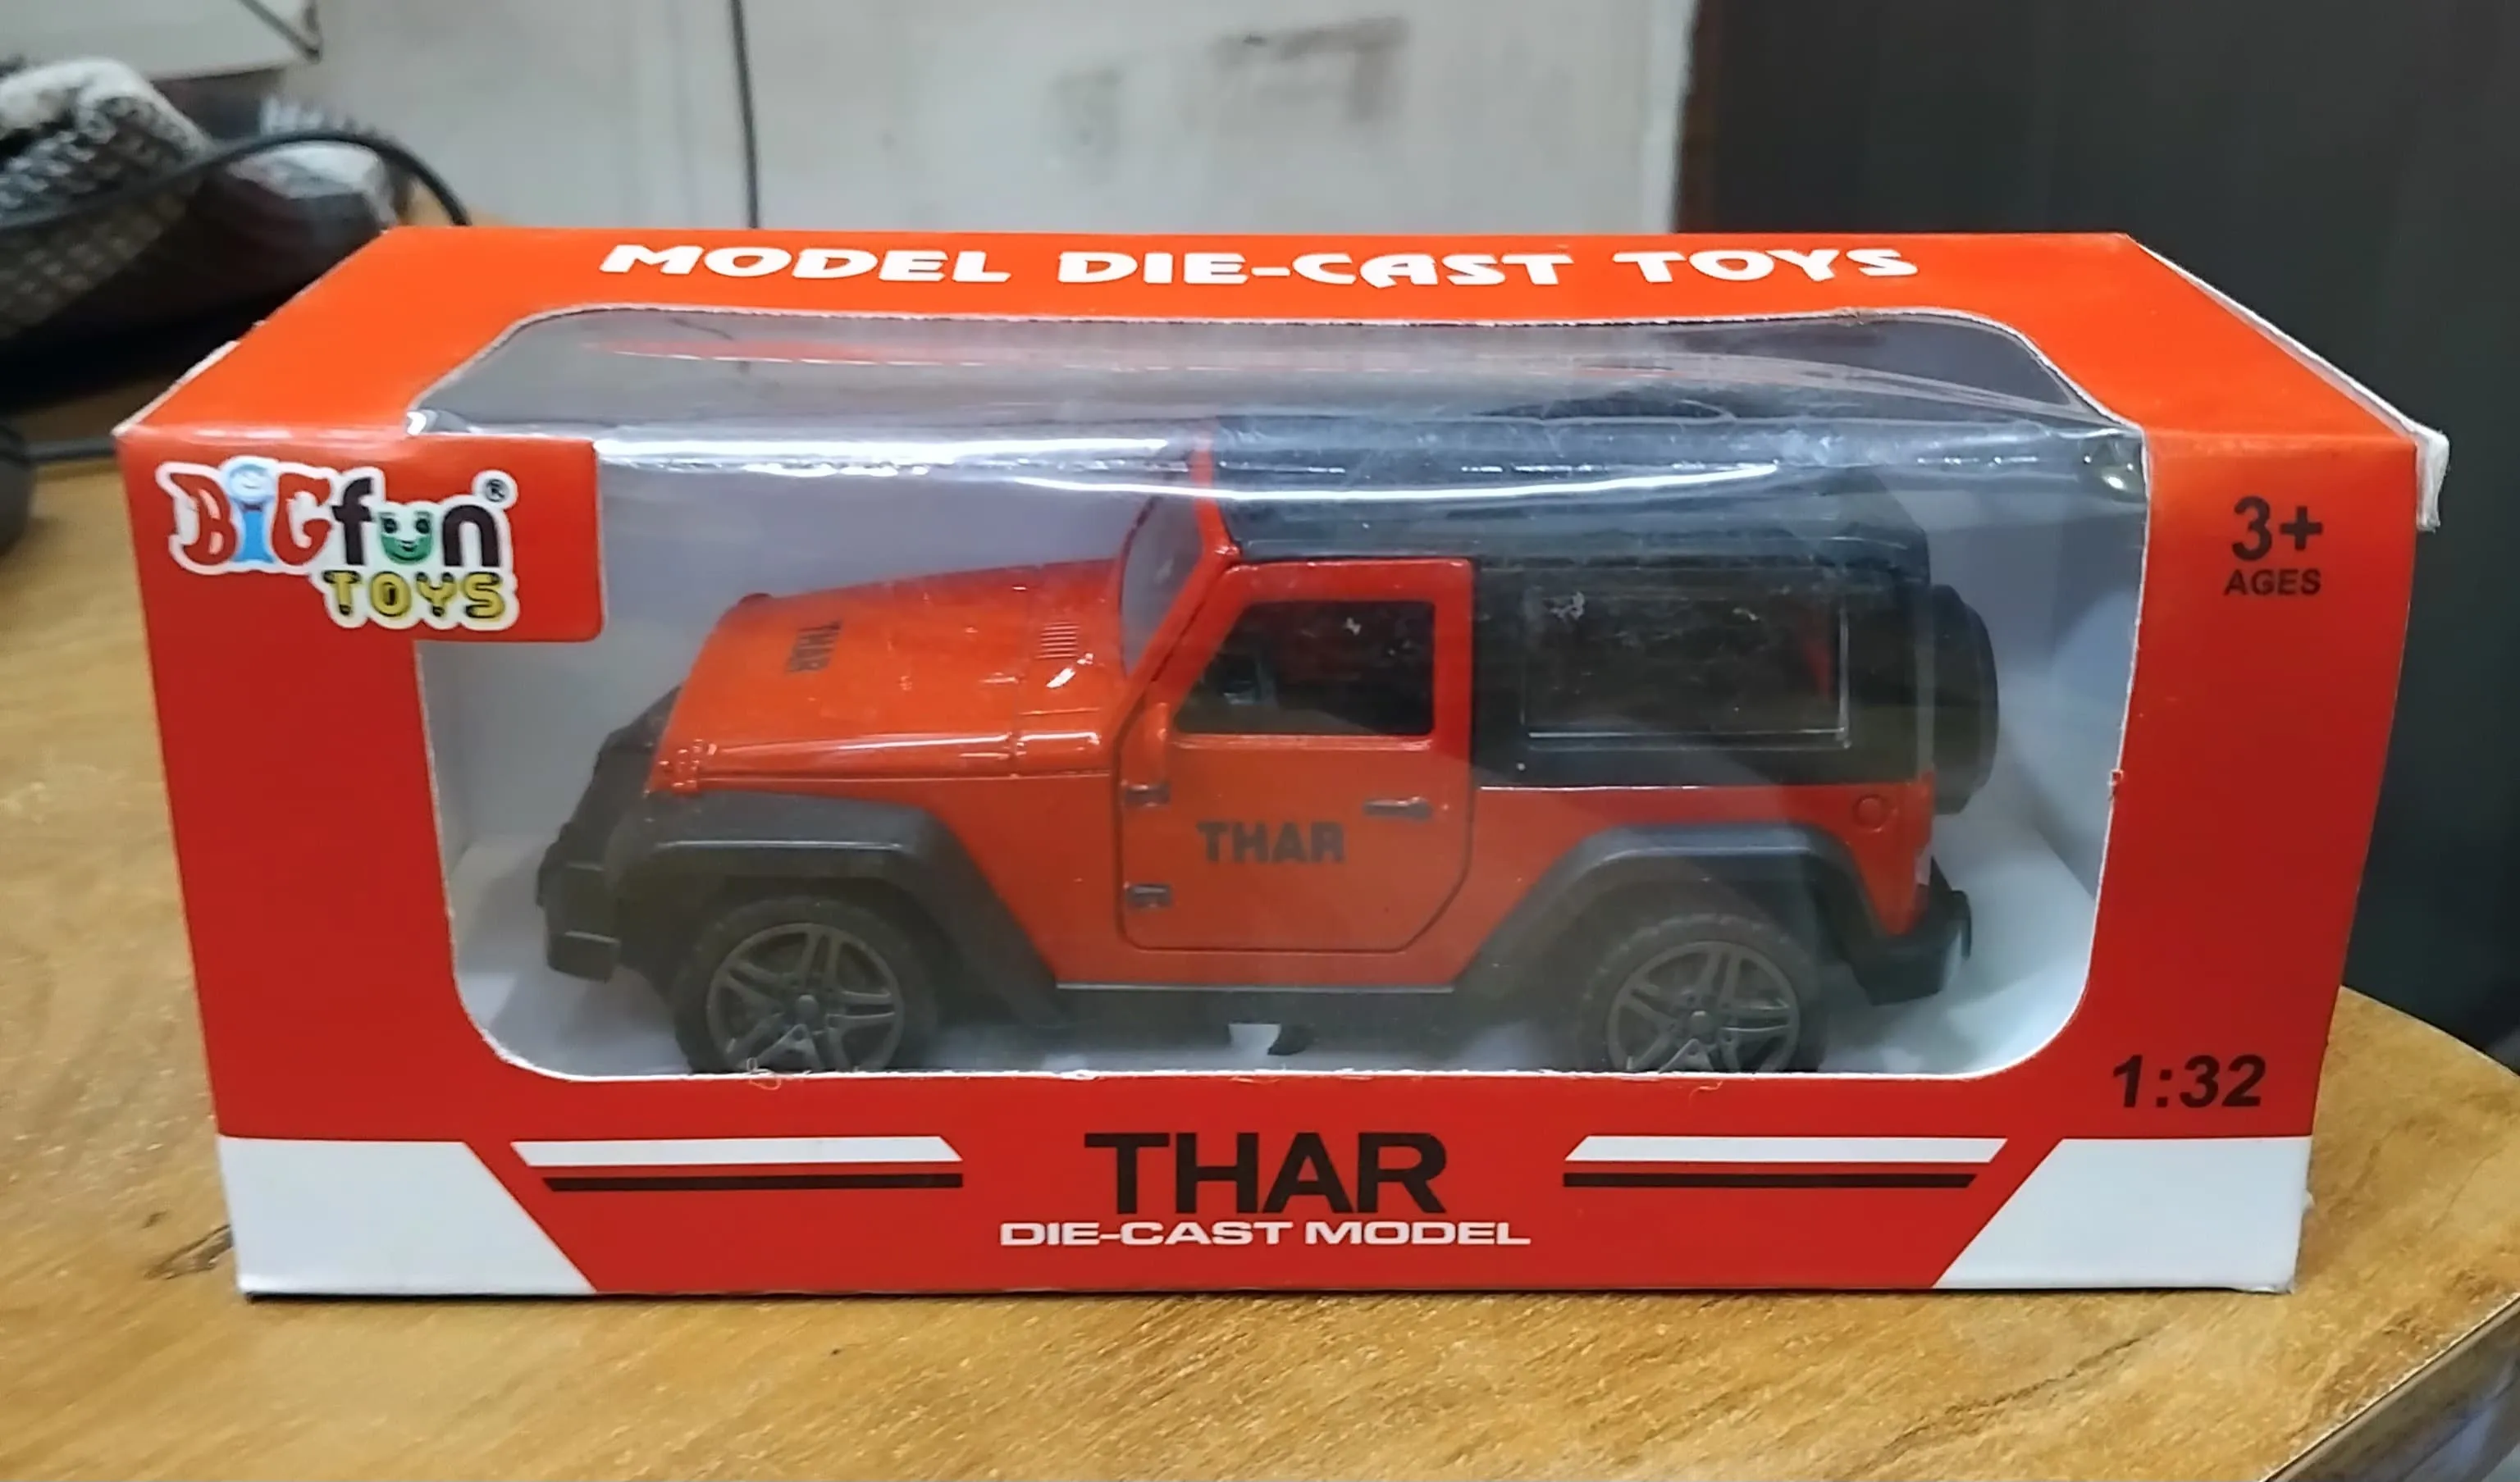 MODEL DIE-CAST TOYS
BiGfun®
TOYS
3+
AGES
THAR
THAR
1:32
THAR
DIE-CAST MODEL